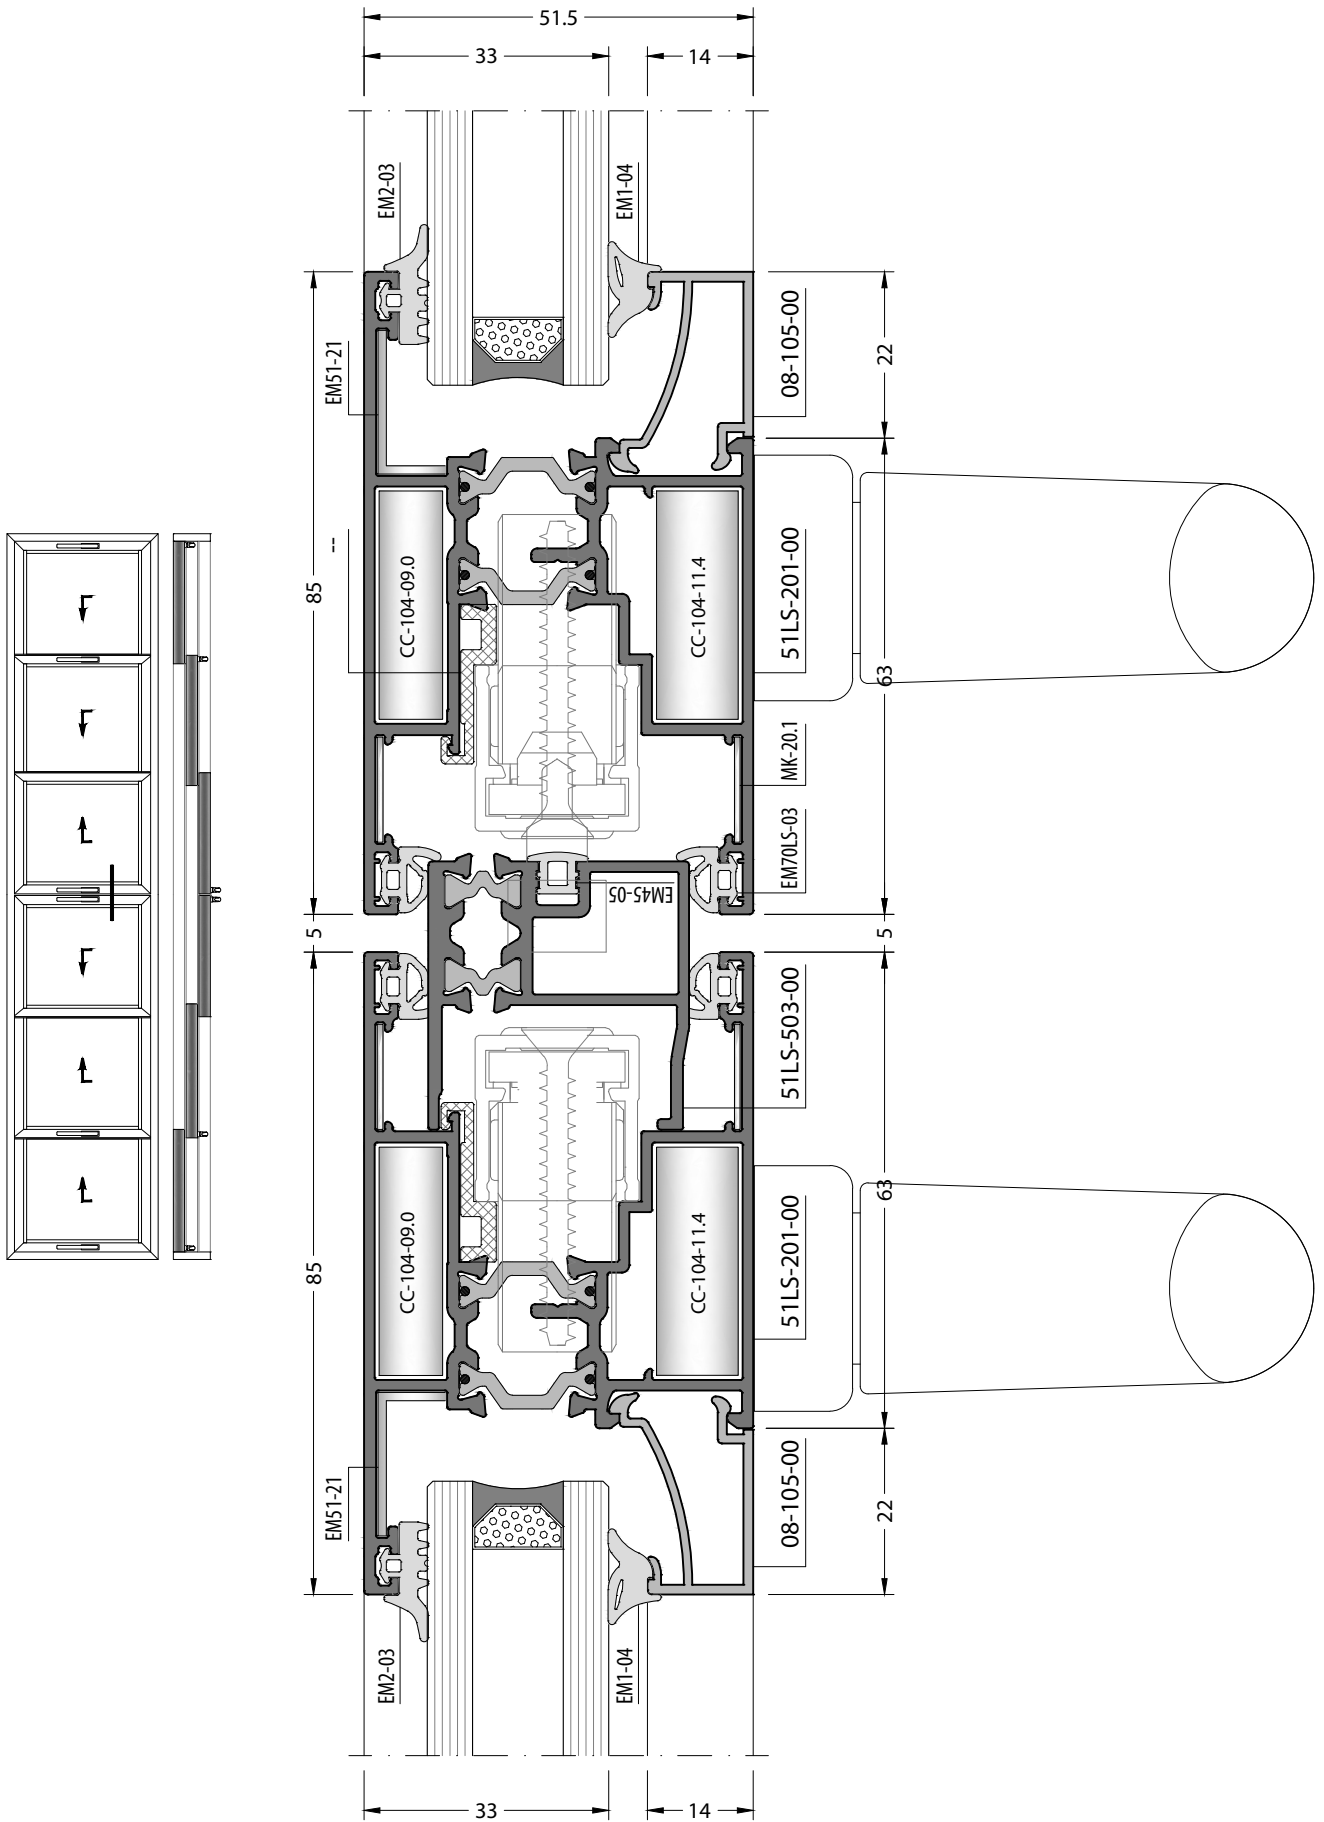 51.5
33
14
EM2-03
EM1-04
EM51-21
08-105-00
22
--
85
CC-104-09.0
CC-104-11.4
51LS-201-00
63
MK-20.1
EM70LS-03
EM45-05
5
5
51LS-503-00
85
CC-104-09.0
CC-104-11.4
51LS-201-00
63
EM51-21
08-105-00
22
EM2-03
EM1-04
33
14